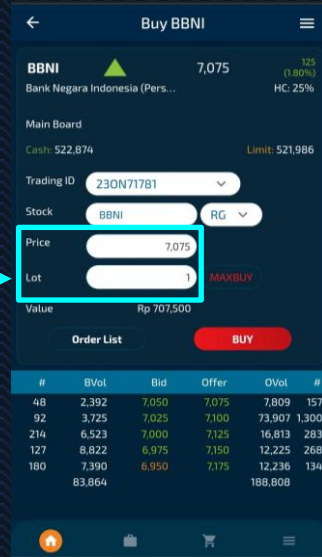 Buy BBNI
BBNI 7,075 125
(1.80%)
Bank Negara Indonesia (Pers... HC: 25%
Main Board
Cash: 522,874 Limit: 521,986
Trading ID 230N71781
Stock BBNI RG
Price 7,075
Lot 1 MAXBUY
Value Rp 707,500
Order List BUY
# BVol Bid Offer OVol #
48 2,392 7,050 7,075 7,809 157
92 3,725 7,025 7,100 73,907 1,300
214 6,523 7,000 7,125 16,813 283
127 8,822 6,975 7,150 12,225 268
180 7,390 6,950 7,175 12,236 134
83,864 188,808